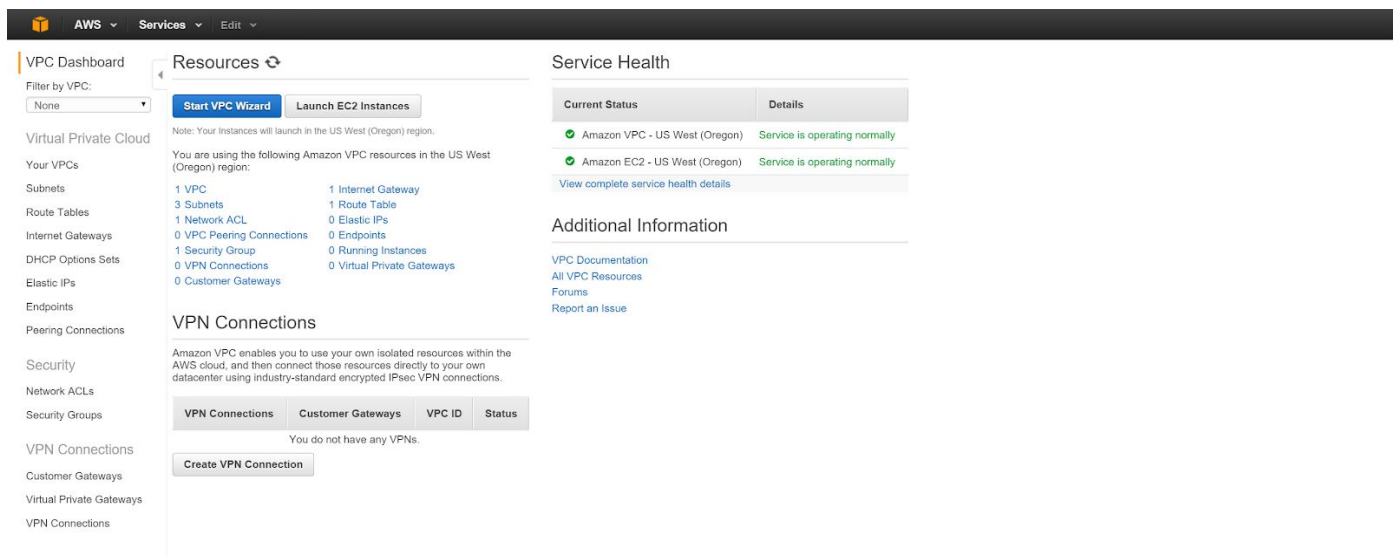 AWS Services Edit
VPC Dashboard
Filter by VPC:
None
Virtual Private Cloud
Your VPCs
Subnets
Route Tables
Internet Gateways
DHCP Options Sets
Elastic IPs
Endpoints
Peering Connections
Security
Network ACLs
Security Groups
VPN Connections
Customer Gateways
Virtual Private Gateways
VPN Connections
Resources
Start VPC Wizard Launch EC2 Instances
Note: Your Instances will launch in the US West (Oregon) region.
You are using the following Amazon VPC resources in the US West
(Oregon) region:
1 VPC 1 Internet Gateway
3 Subnets 1 Route Table
1 Network ACL 0 Elastic IPs
0 VPC Peering Connections 0 Endpoints
1 Security Group 0 Running Instances
0 VPN Connections 0 Virtual Private Gateways
0 Customer Gateways
VPN Connections
Amazon VPC enables you to use your own isolated resources within the
AWS cloud, and then connect those resources directly to your own
datacenter using industry-standard encrypted IPsec VPN connections.
VPN Connections Customer Gateways VPC ID Status
You do not have any VPNs.
Create VPN Connection
Service Health
Current Status Details
Amazon VPC - US West (Oregon) Service is operating normally
Amazon EC2 - US West (Oregon) Service is operating normally
View complete service health details
Additional Information
VPC Documentation
All VPC Resources
Forums
Report an Issue